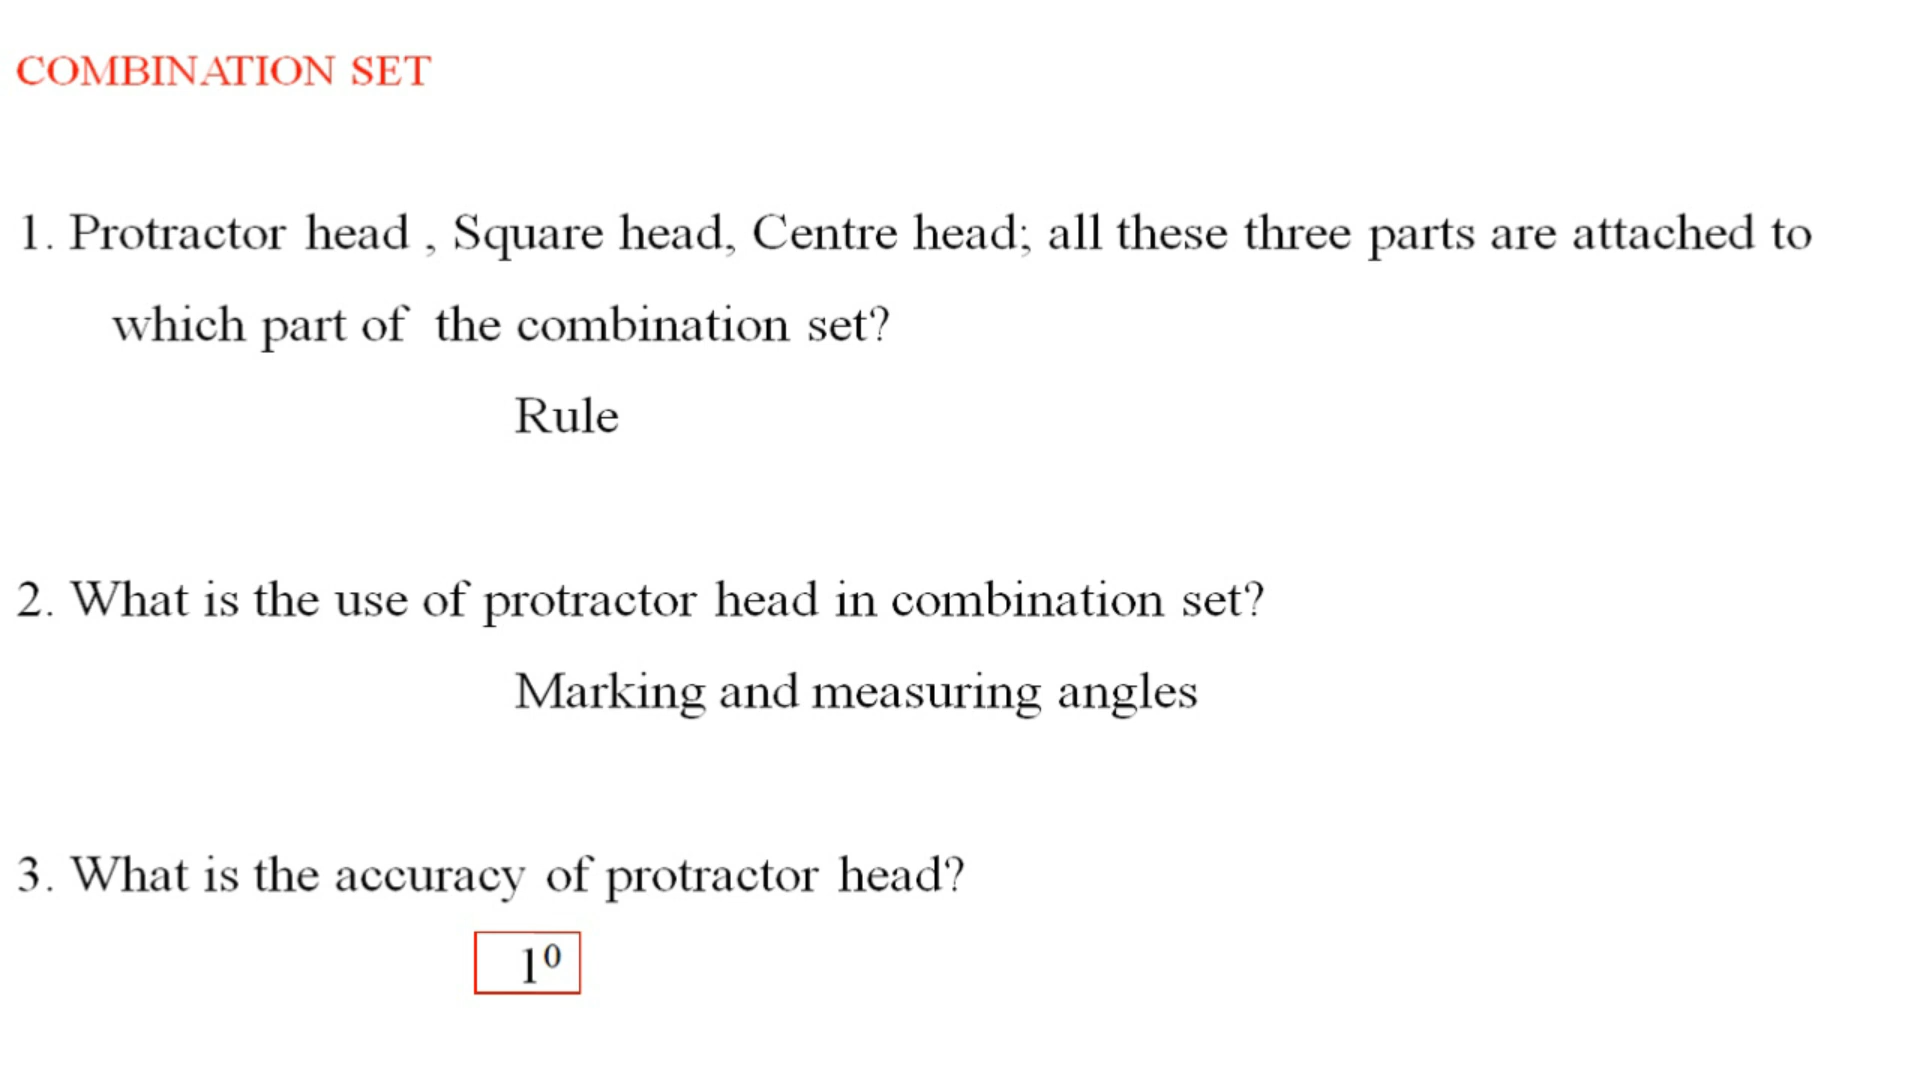 COMBINATION SET
1. Protractor head , Square head, Centre head; all these three parts are attached to
which part of the combination set?
Rule
2. What is the use of protractor head in combination set?
Marking and measuring angles
3. What is the accuracy of protractor head?
1⁰